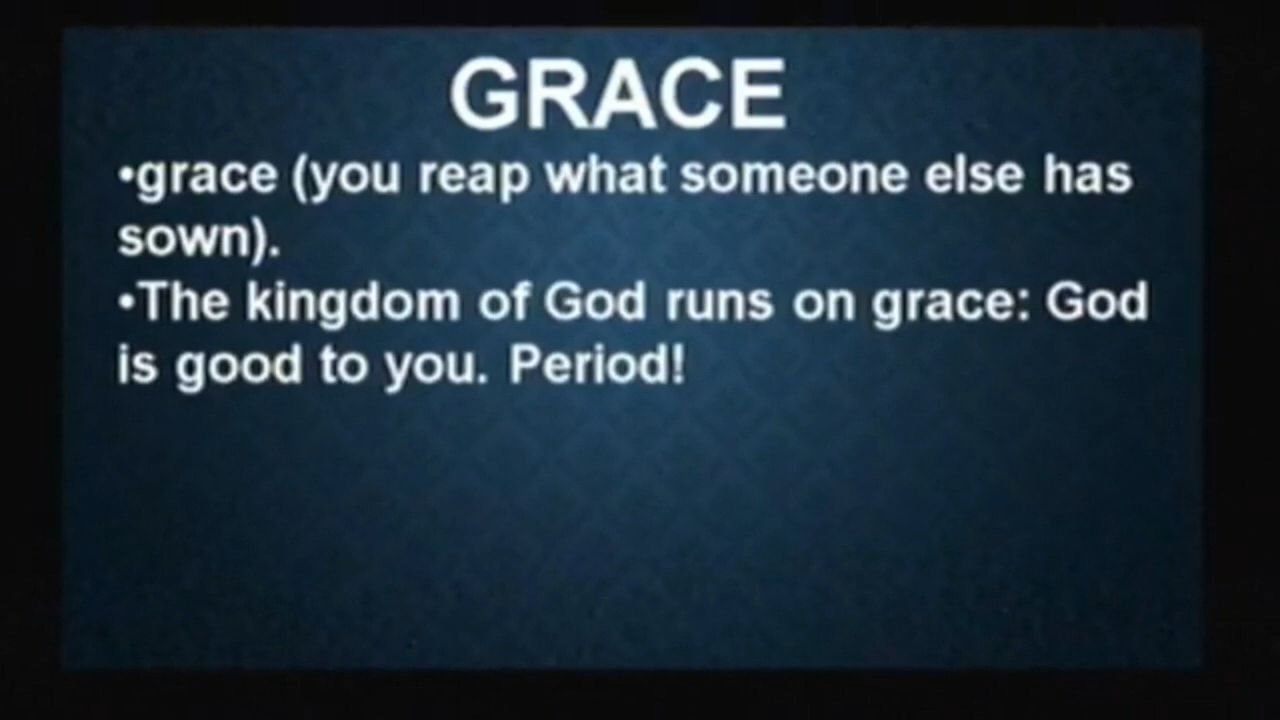 GRACE
•grace (you reap what someone else has
sown).
•The kingdom of God runs on grace: God
is good to you. Period!